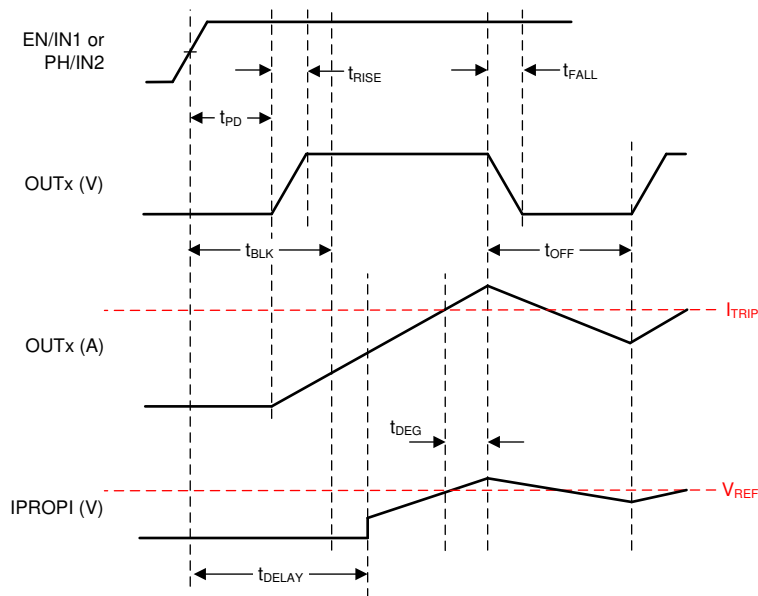 EN/IN1 or
PH/IN2
tRISE
tFALL
tPD
OUTx (V)
tBLK
tOFF
ITRIP
OUTx (A)
tDEG
VREF
IPROPI (V)
tDELAY